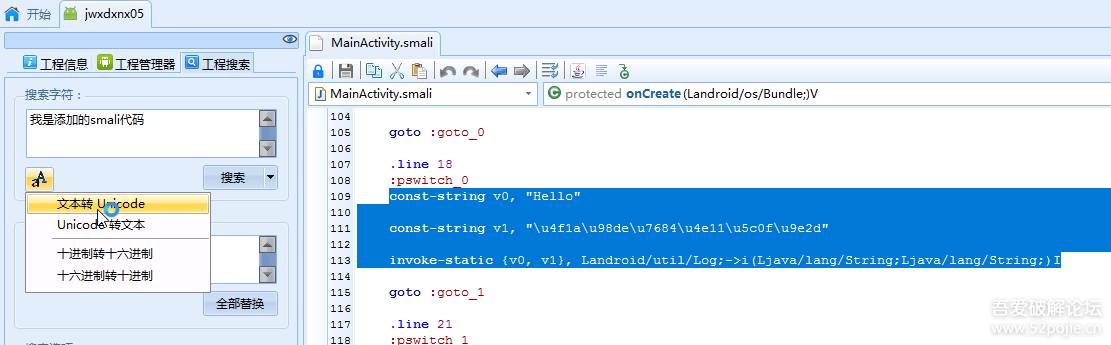 开始
jwxdxnx05
工程信息
工程管理器
工程搜索
搜索字符:
我是添加的smali代码
搜索
文本转 Unicode
Unicode 转文本
十进制转十六进制
十六进制转十进制
全部替换
MainActivity.smali
MainActivity.smali
protected onCreate(Landroid/os/Bundle;)V
104
105 goto :goto_0
106
107 .line 18
108 :pswitch_0
109 const-string v0, "Hello"
110
111 const-string v1, "\u4f1a\u98de\u7684\u4e11\u5c0f\u9e2d"
112
113 invoke-static {v0, v1}, Landroid/util/Log;->i(Ljava/lang/String;Ljava/lang/String;)I
114
115 goto :goto_1
116
117 .line 21
118 :pswitch_1
吾爱破解论坛
www.52pojie.cn